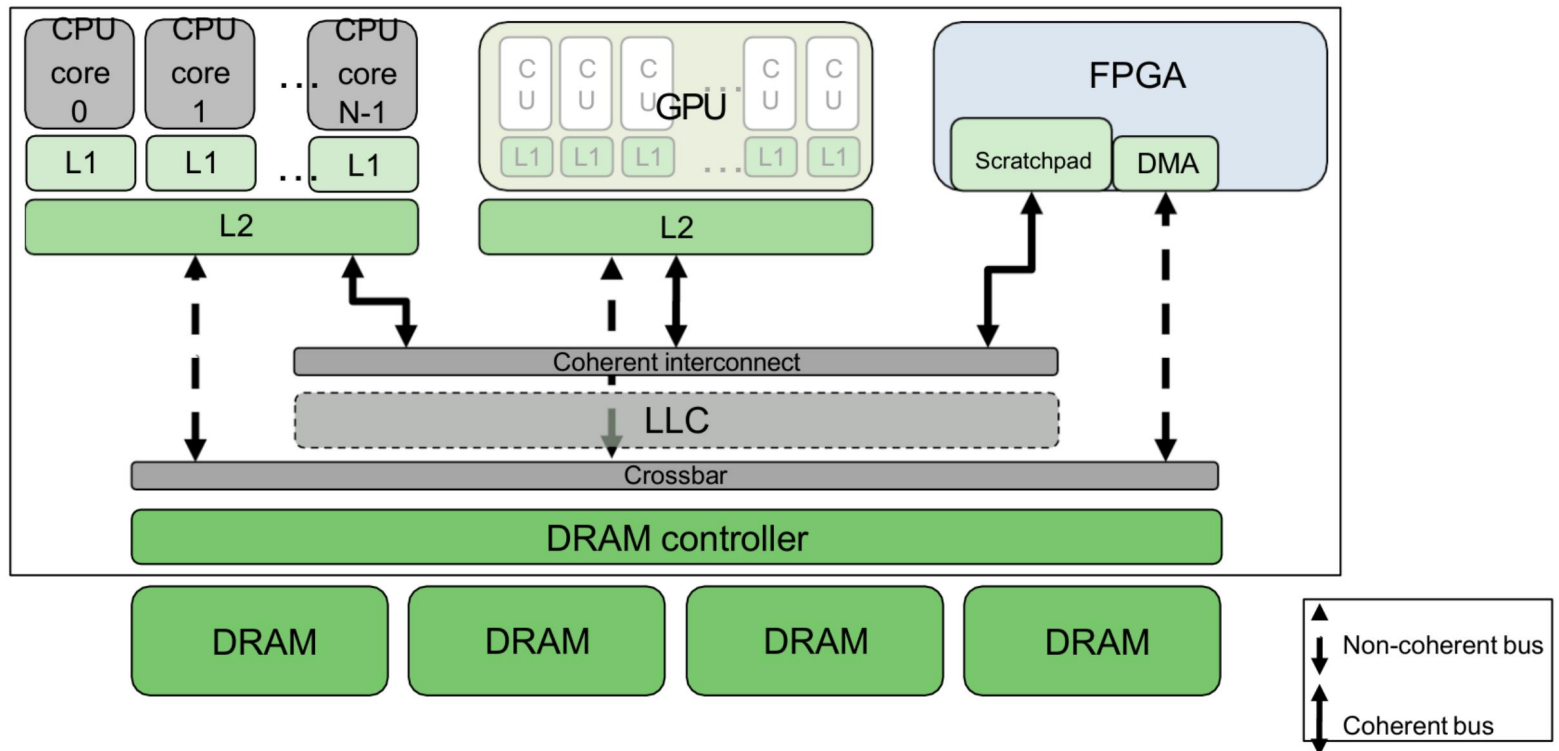 CPU
core
0
CPU
core
1
...
CPU
core
N-1
L1
L1
...
L1
L2
C
U
C
U
C
U
...
C
U
C
U
GPU
L1
L1
L1
...
L1
L1
L2
FPGA
Scratchpad
DMA
Coherent interconnect
LLC
Crossbar
DRAM controller
DRAM
DRAM
DRAM
DRAM
Non-coherent bus
Coherent bus